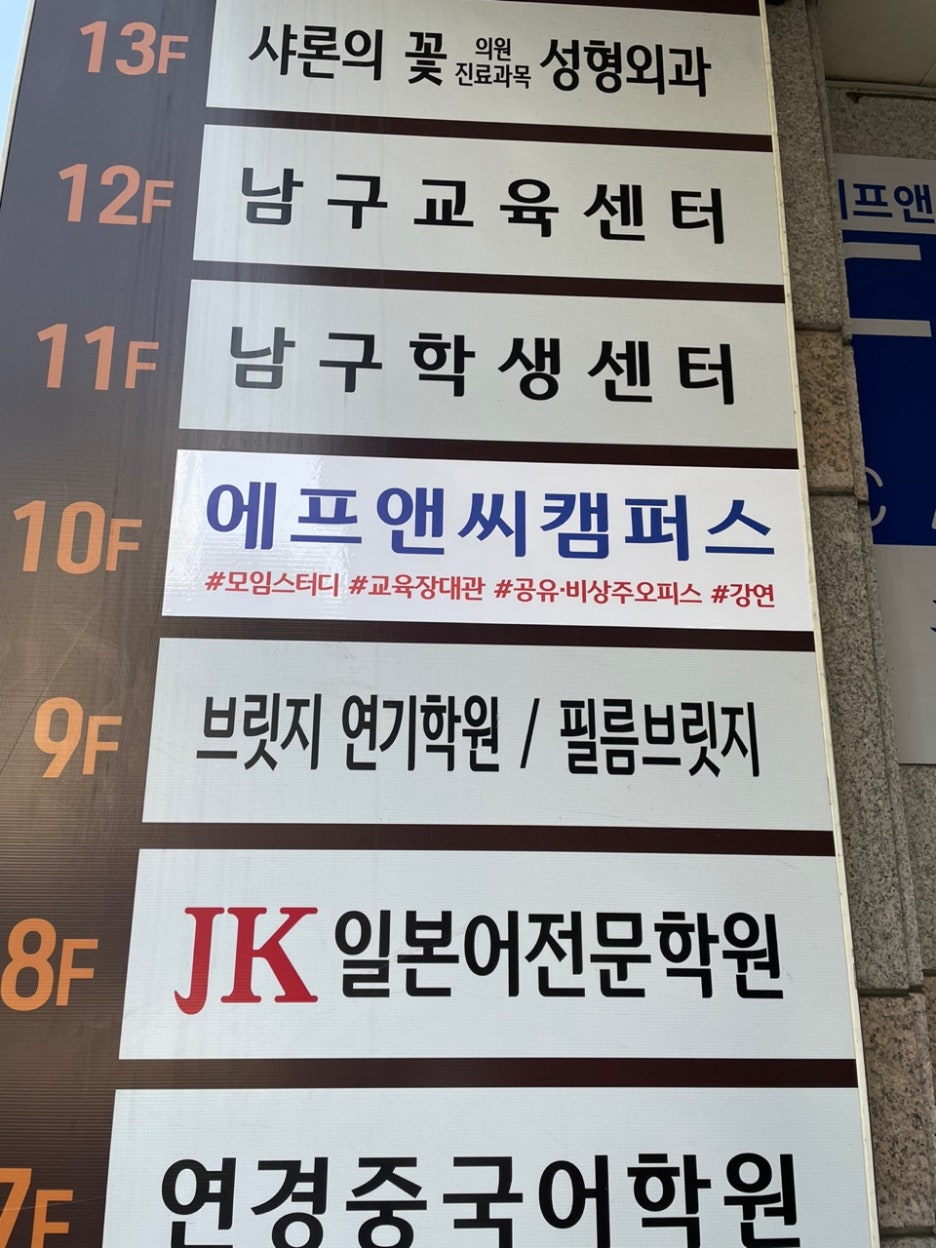 13F 샤론의 꽃 의원 진료과목 성형외과
12F 남구교육센터
11F 남구학생센터
10F 에프앤씨캠퍼스
#모임스터디 #교육장대관 #공유·비상주오피스 #강연
9F 브릿지 연기학원 / 필름브릿지
8F JK 일본어전문학원
7F 연경중국어학원
프앤